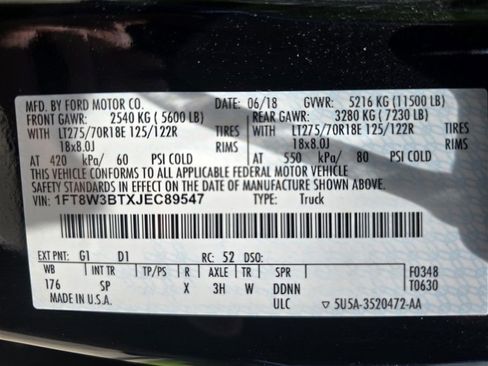 MFD. BY FORD MOTOR CO. DATE: 06/18 GVWR: 5216 KG (11500 LB)
FRONT GAWR: 2540 KG ( 5600 LB) REAR GAWR: 3280 KG ( 7230 LB)
WITH LT275/70R18E 125/122R TIRES WITH LT275/70R18E 125/122R TIRES
18x8.0J RIMS 18x8.0J RIMS
AT 420 kPa/ 60 PSI COLD AT 550 kPa/ 80 PSI COLD
THIS VEHICLE CONFORMS TO ALL APPLICABLE FEDERAL MOTOR VEHICLE
SAFETY STANDARDS IN EFFECT ON THE DATE OF MANUFACTURE SHOWN ABOVE.
VIN: 1FT8W3BTXJEC89547 TYPE: Truck
EXT PNT: G1 D1 RC: 52 DSO:
WB INT TR TP/PS R AXLE TR SPR F0348
176 SP X 3H W DDNN T0630
MADE IN U.S.A. ULC ▽ 5U5A-3520472-AA